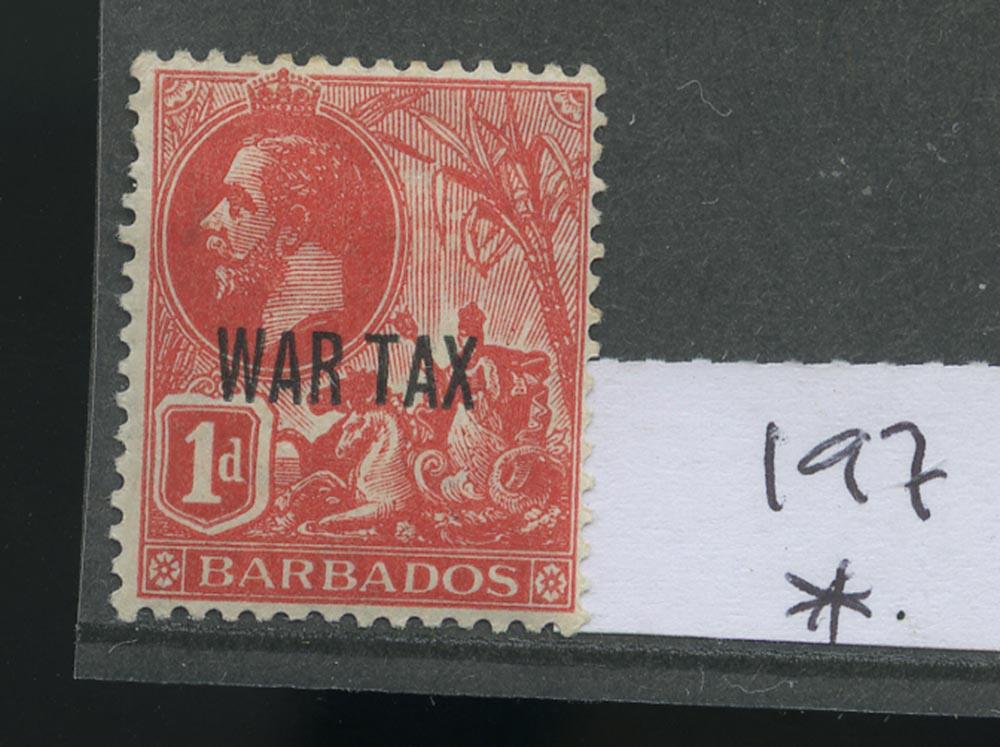 WAR TAX
1d
BARBADOS
197
*.